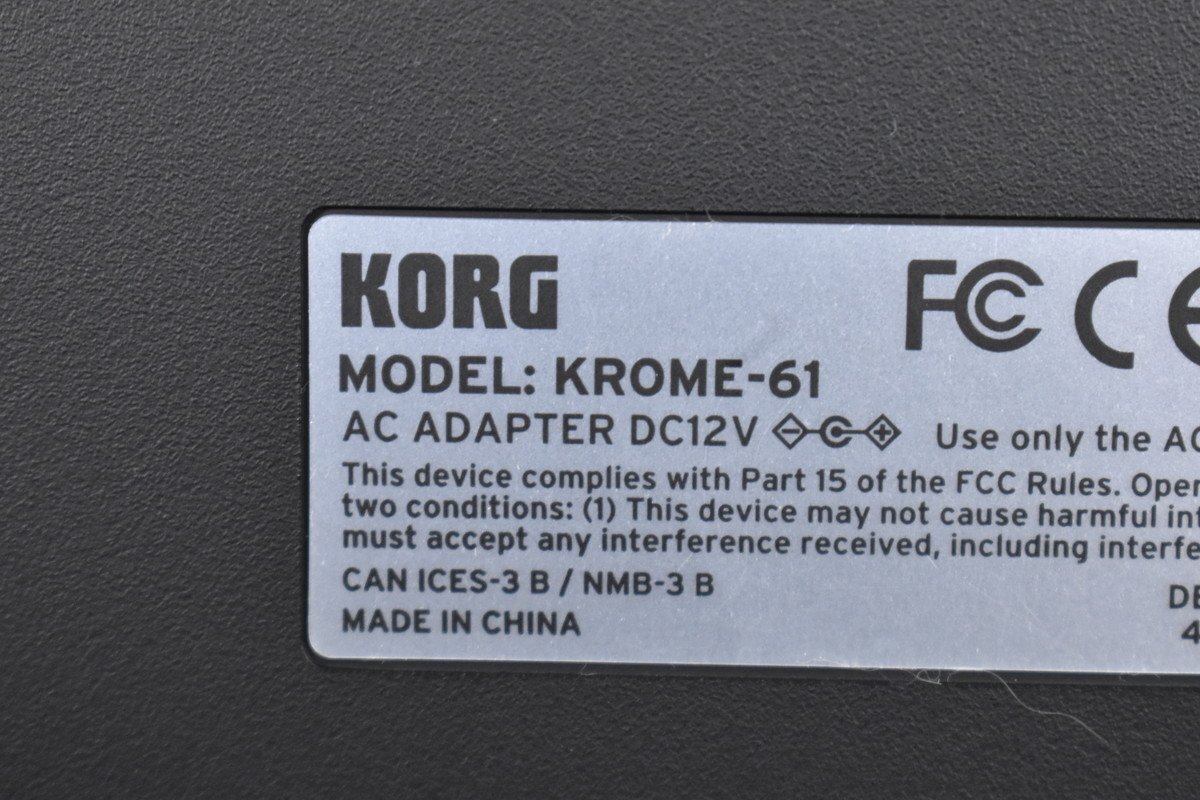 KORG
FC CE
MODEL: KROME-61
AC ADAPTER DC12V Use only the AC
This device complies with Part 15 of the FCC Rules.
two conditions: (1) This device may not cause harmful
must accept any interference received, including
CAN ICES-3 B / NMB-3 B
MADE IN CHINA